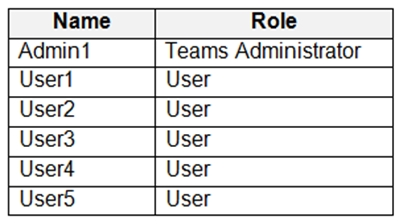 Name Role
Admin1 Teams Administrator
User1 User
User2 User
User3 User
User4 User
User5 User